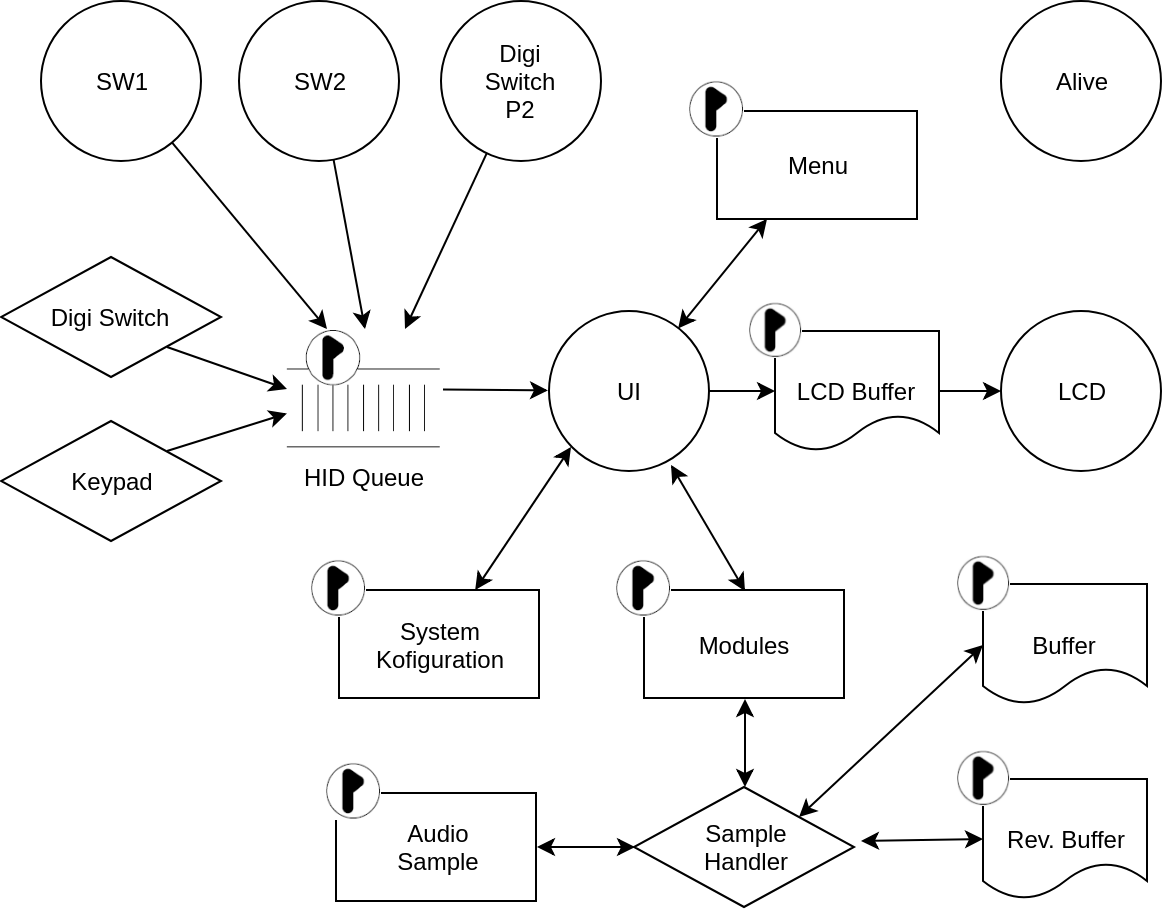 SW1
SW2
Digi
Switch
P2
Alive
Menu
Digi Switch
UI
LCD Buffer
LCD
Keypad
HID Queue
System
Kofiguration
Modules
Buffer
Audio
Sample
Sample
Handler
Rev. Buffer